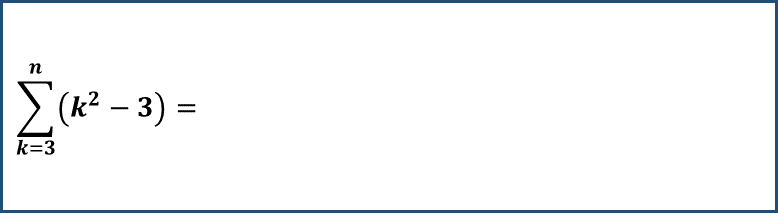 n
∑(k² − 3) =
k=3